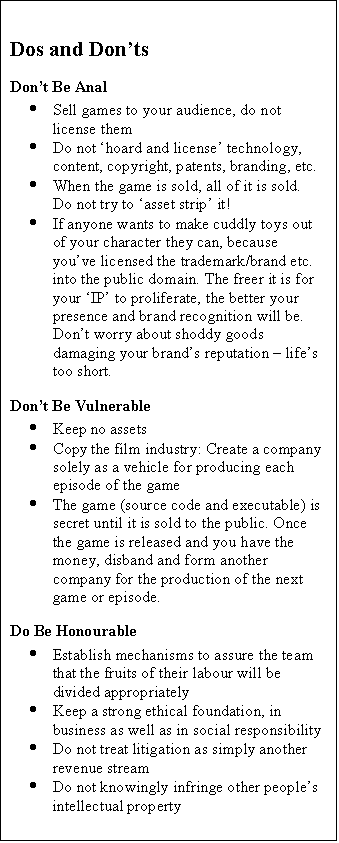 Dos and Don’ts
Don’t Be Anal
• Sell games to your audience, do not
license them
• Do not ‘hoard and license’ technology,
content, copyright, patents, branding, etc.
• When the game is sold, all of it is sold.
Do not try to ‘asset strip’ it!
• If anyone wants to make cuddly toys out
of your character they can, because
you’ve licensed the trademark/brand etc.
into the public domain. The freer it is for
your ‘IP’ to proliferate, the better your
presence and brand recognition will be.
Don’t worry about shoddy goods
damaging your brand’s reputation – life’s
too short.
Don’t Be Vulnerable
• Keep no assets
• Copy the film industry: Create a company
solely as a vehicle for producing each
episode of the game
• The game (source code and executable) is
secret until it is sold to the public. Once
the game is released and you have the
money, disband and form another
company for the production of the next
game or episode.
Do Be Honourable
• Establish mechanisms to assure the team
that the fruits of their labour will be
divided appropriately
• Keep a strong ethical foundation, in
business as well as in social responsibility
• Do not treat litigation as simply another
revenue stream
• Do not knowingly infringe other people’s
intellectual property